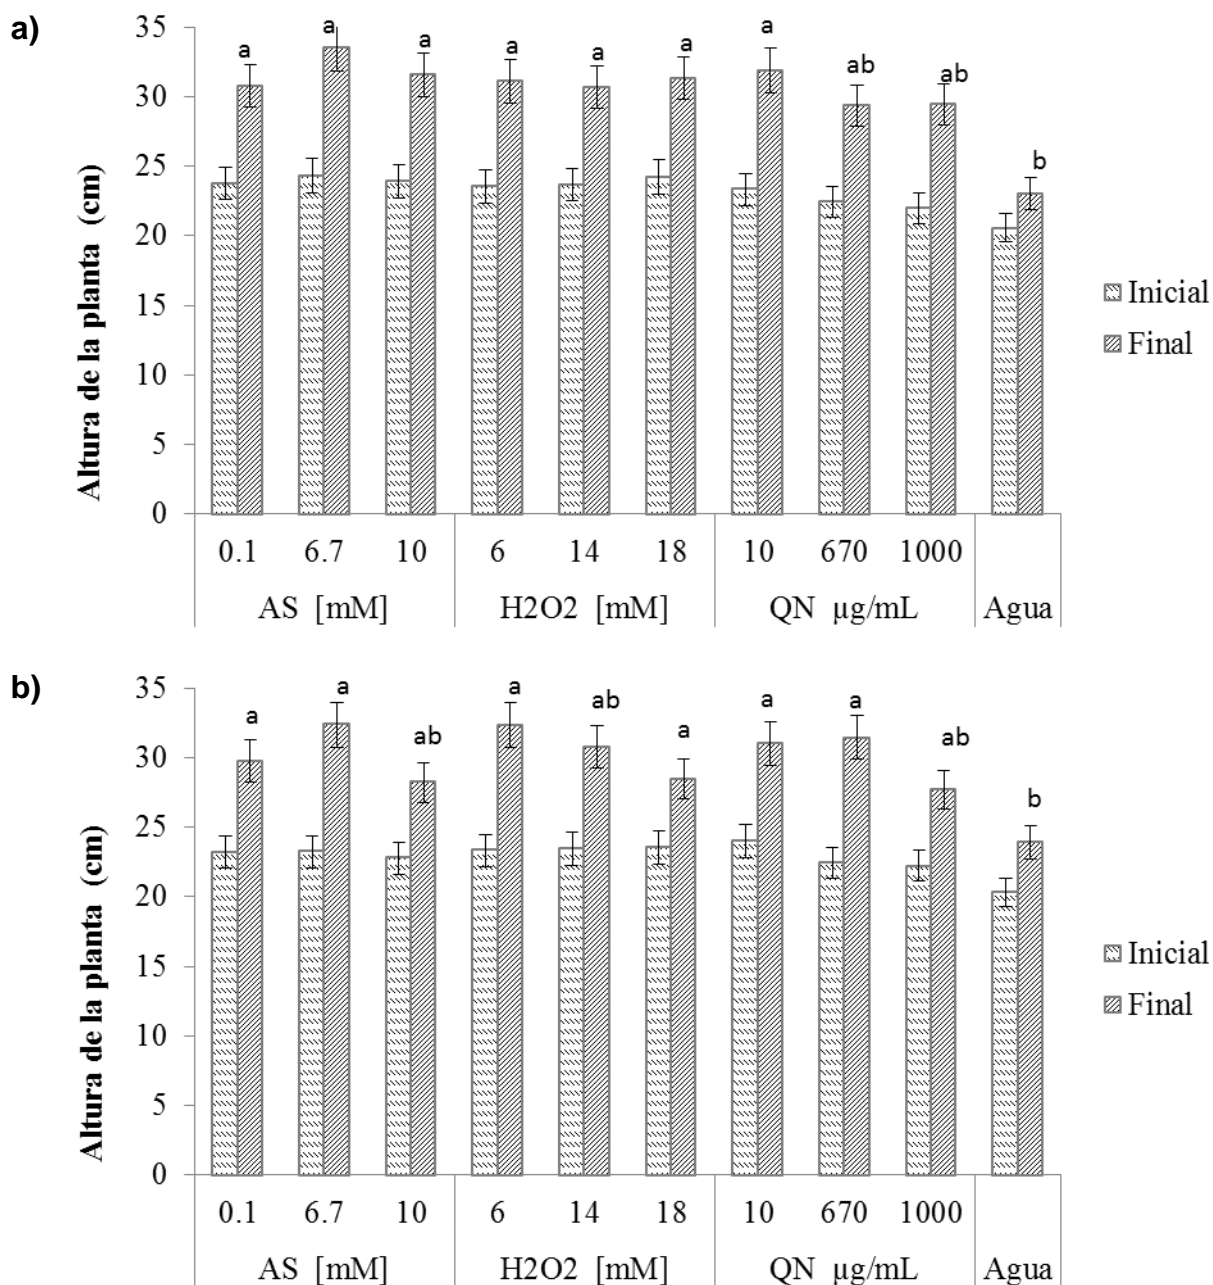 a)
Altura de la planta (cm)
35
30
25
20
15
10
5
0
a
a
a
a
a
a
a
ab
ab
b
0.1 6.7 10 6 14 18 10 670 1000
AS [mM] H2O2 [mM] QN µg/mL Agua
Inicial
Final
b)
Altura de la planta (cm)
35
30
25
20
15
10
5
0
a
a
ab
a
ab
a
a
a
ab
b
0.1 6.7 10 6 14 18 10 670 1000
AS [mM] H2O2 [mM] QN µg/mL Agua
Inicial
Final